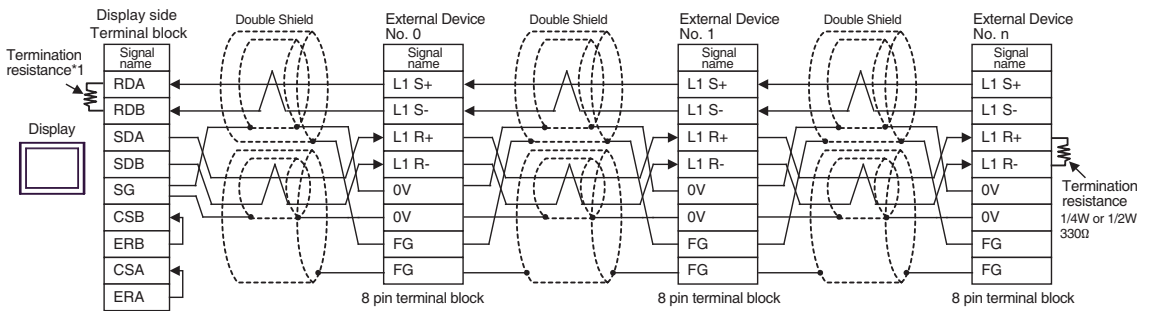 Display side
Terminal block
Double Shield
External Device
No. 0
Double Shield
External Device
No. 1
Double Shield
External Device
No. n
Termination
resistance*1
Display
Signal
name
RDA
RDB
SDA
SDB
SG
CSB
ERB
CSA
ERA
Signal
name
L1 S+
L1 S-
L1 R+
L1 R-
0V
0V
FG
FG
8 pin terminal block
Signal
name
L1 S+
L1 S-
L1 R+
L1 R-
0V
0V
FG
FG
8 pin terminal block
Signal
name
L1 S+
L1 S-
L1 R+
L1 R-
0V
0V
FG
FG
8 pin terminal block
Termination
resistance
1/4W or 1/2W
330Ω